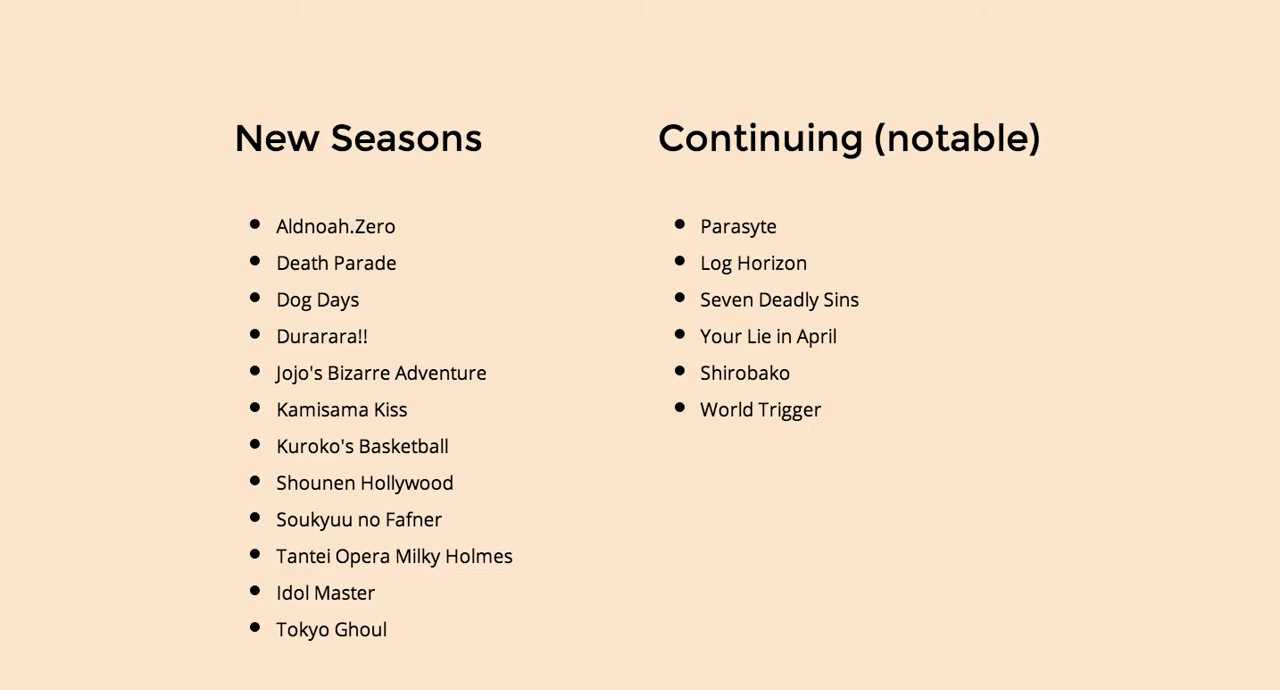 New Seasons
Aldnoah.Zero
Death Parade
Dog Days
Durarara!!
Jojo's Bizarre Adventure
Kamisama Kiss
Kuroko's Basketball
Shounen Hollywood
Soukyuu no Fafner
Tantei Opera Milky Holmes
Idol Master
Tokyo Ghoul
Continuing (notable)
Parasyte
Log Horizon
Seven Deadly Sins
Your Lie in April
Shirobako
World Trigger